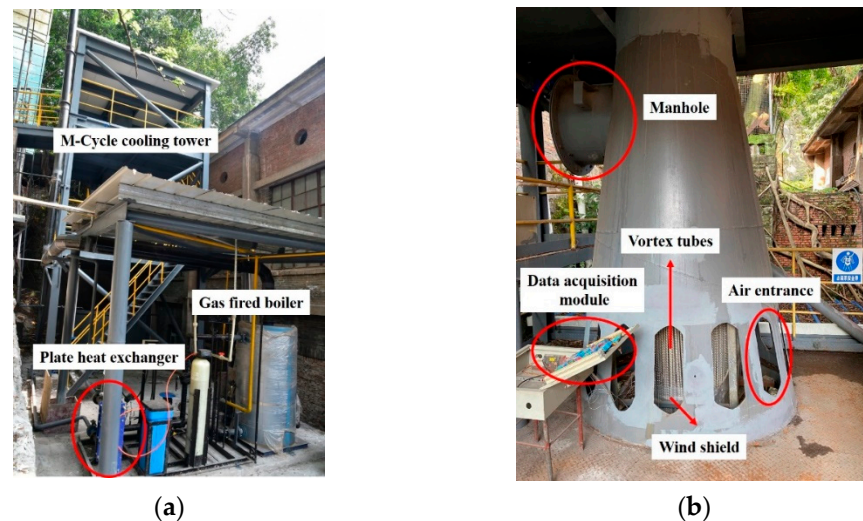 M-Cycle cooling tower
Gas fired boiler
Plate heat exchanger
(a)
Manhole
Vortex tubes
Data acquisition
module
Air entrance
Wind shield
(b)